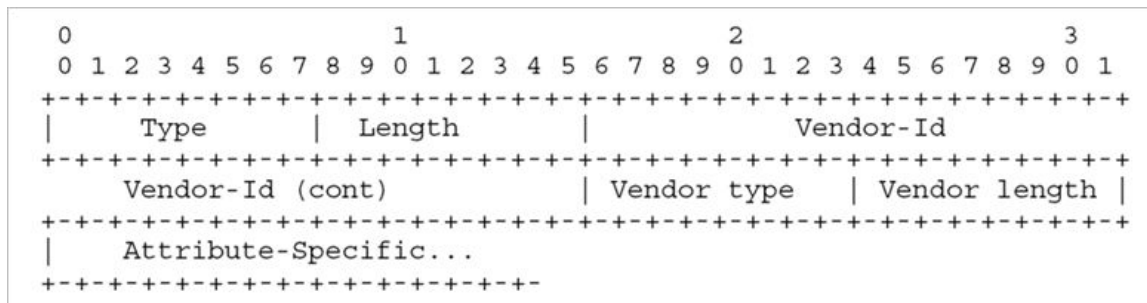 0                   1                   2                   3
 0 1 2 3 4 5 6 7 8 9 0 1 2 3 4 5 6 7 8 9 0 1 2 3 4 5 6 7 8 9 0 1
+-+-+-+-+-+-+-+-+-+-+-+-+-+-+-+-+-+-+-+-+-+-+-+-+-+-+-+-+-+-+-+-+
|     Type      |  Length       |            Vendor-Id
+-+-+-+-+-+-+-+-+-+-+-+-+-+-+-+-+-+-+-+-+-+-+-+-+-+-+-+-+-+-+-+-+
     Vendor-Id (cont)           | Vendor type   | Vendor length |
+-+-+-+-+-+-+-+-+-+-+-+-+-+-+-+-+-+-+-+-+-+-+-+-+-+-+-+-+-+-+-+-+
|    Attribute-Specific...
+-+-+-+-+-+-+-+-+-+-+-+-+-+-+-